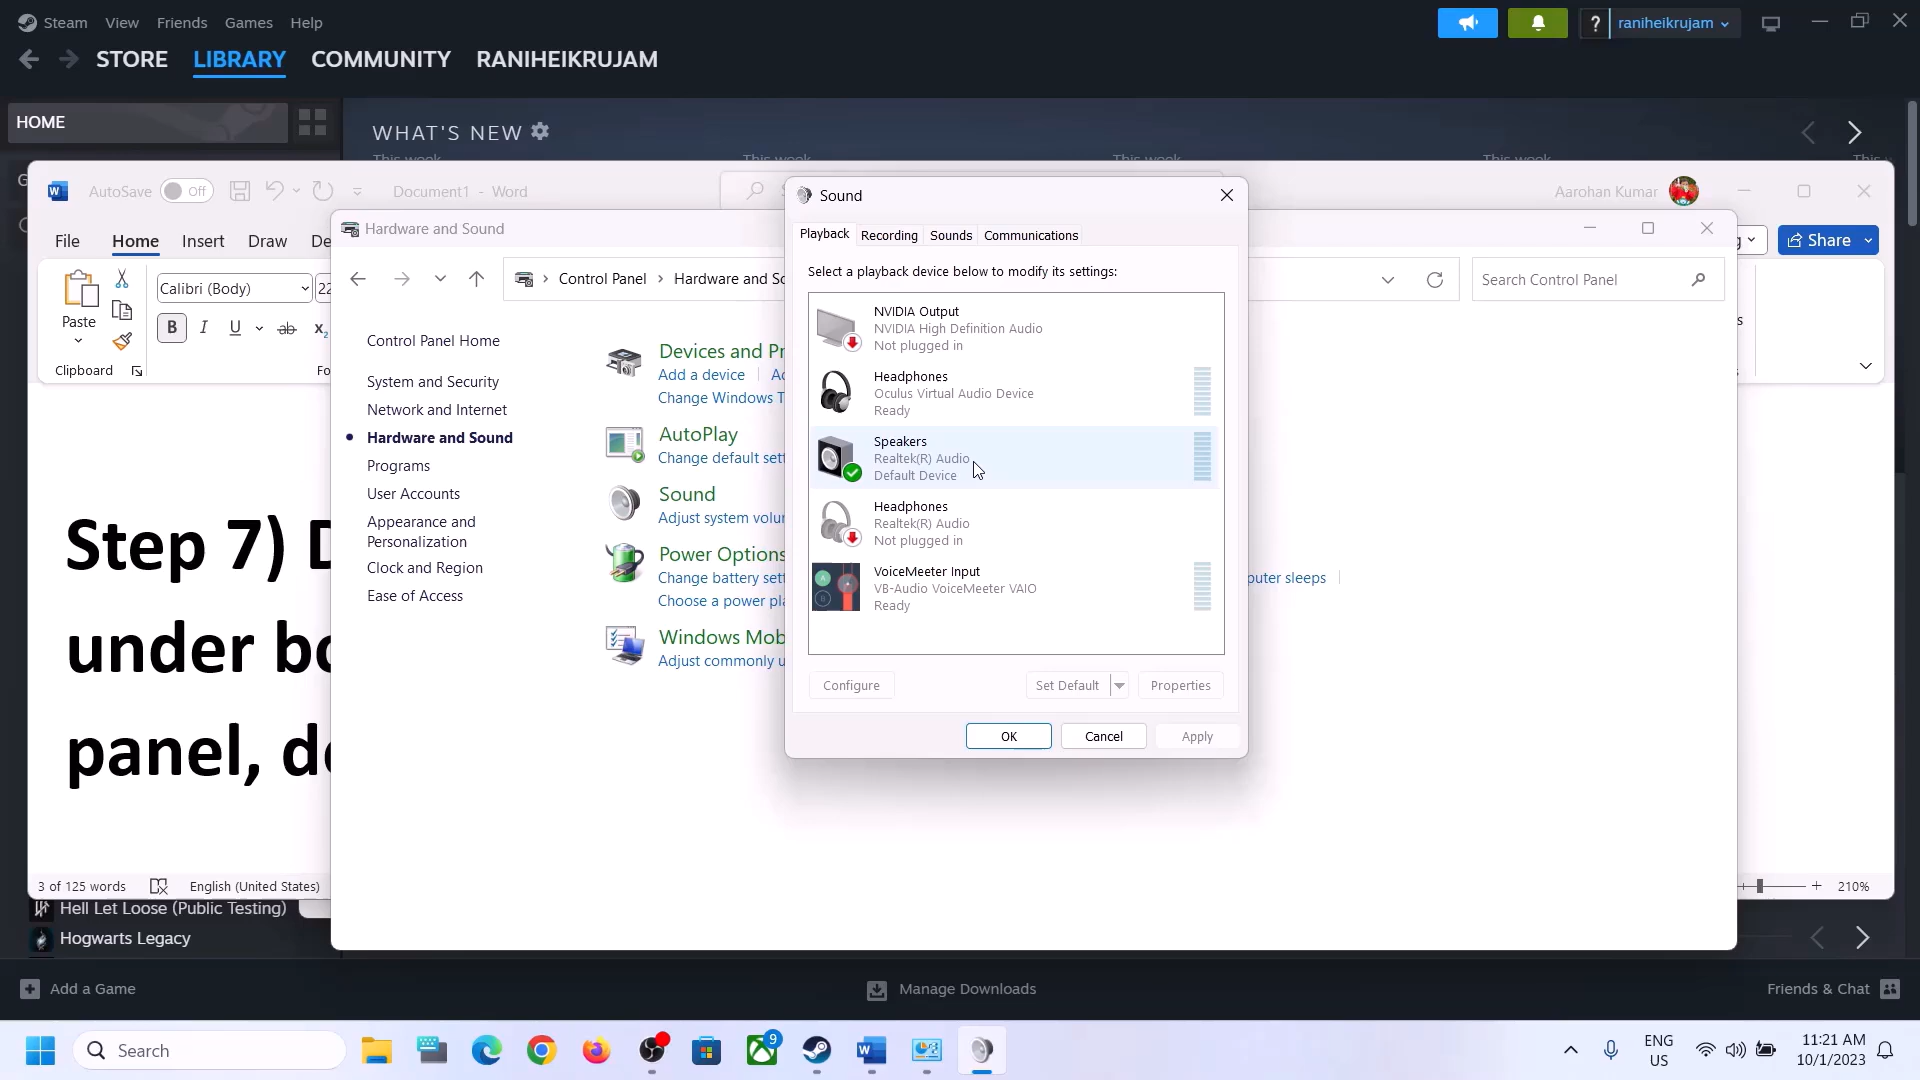 Steam View Friends Games Help
? raniheikrujam
STORE LIBRARY COMMUNITY RANIHEIKRUJAM
HOME
WHAT'S NEW
AutoSave Off Document1 - Word
Aarohan Kumar
File Home Insert Draw
Share
Paste
Calibri (Body) 22
B I U ab x₂
Clipboard
Step 7)
under
panel,
3 of 125 words English (United States)
210%
Hardware and Sound
Control Panel > Hardware and
Search Control Panel
Control Panel Home
System and Security
Network and Internet
Hardware and Sound
Programs
User Accounts
Appearance and
Personalization
Clock and Region
Ease of Access
Devices and
Add a device
Change Windows
AutoPlay
Change default
Sound
Adjust system
Power Options
Change battery
Choose a power
sleeps
Windows
Adjust commonly
Sound
Playback Recording Sounds Communications
Select a playback device below to modify its settings:
NVIDIA Output
NVIDIA High Definition Audio
Not plugged in
Headphones
Oculus Virtual Audio Device
Ready
Speakers
Realtek(R) Audio
Default Device
Headphones
Realtek(R) Audio
Not plugged in
VoiceMeeter Input
VB-Audio VoiceMeeter VAIO
Ready
Configure Set Default Properties
OK Cancel Apply
Hell Let Loose (Public Testing)
Hogwarts Legacy
Add a Game Manage Downloads Friends & Chat
Search
9
ENG
US
11:21 AM
10/1/2023